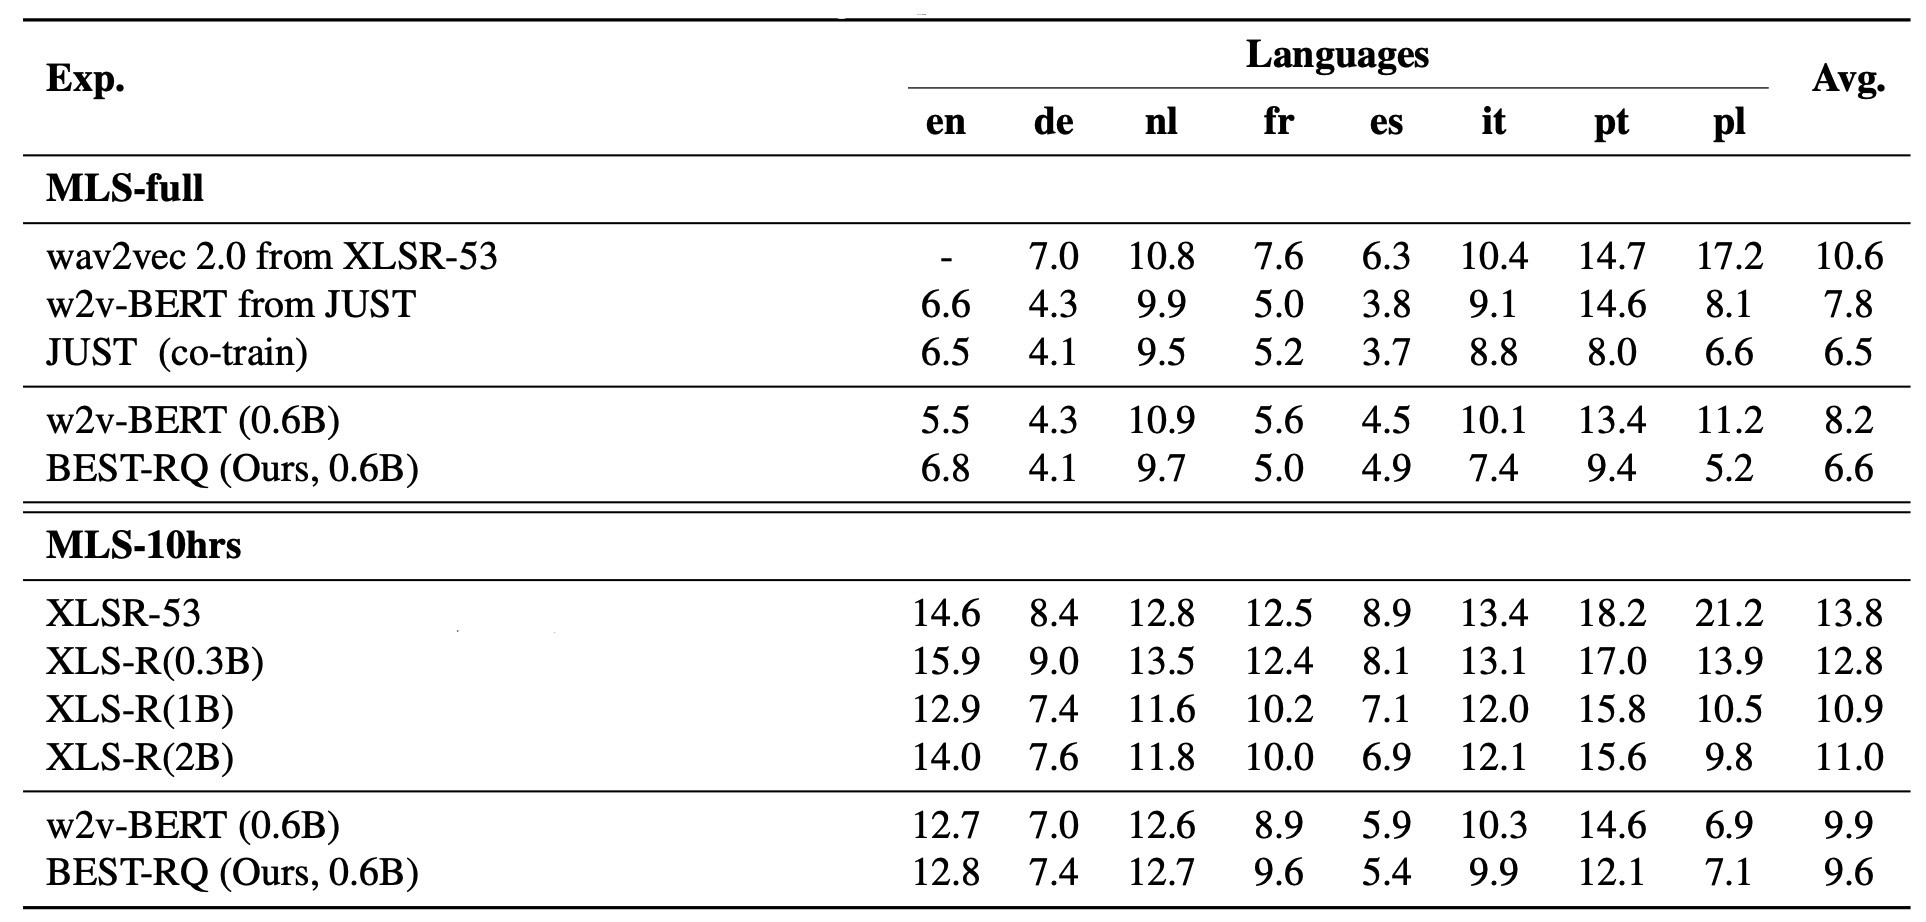 Exp. Languages Avg.
en de nl fr es it pt pl
MLS-full
wav2vec 2.0 from XLSR-53 - 7.0 10.8 7.6 6.3 10.4 14.7 17.2 10.6
w2v-BERT from JUST 6.6 4.3 9.9 5.0 3.8 9.1 14.6 8.1 7.8
JUST (co-train) 6.5 4.1 9.5 5.2 3.7 8.8 8.0 6.6 6.5
w2v-BERT (0.6B) 5.5 4.3 10.9 5.6 4.5 10.1 13.4 11.2 8.2
BEST-RQ (Ours, 0.6B) 6.8 4.1 9.7 5.0 4.9 7.4 9.4 5.2 6.6
MLS-10hrs
XLSR-53 14.6 8.4 12.8 12.5 8.9 13.4 18.2 21.2 13.8
XLS-R(0.3B) 15.9 9.0 13.5 12.4 8.1 13.1 17.0 13.9 12.8
XLS-R(1B) 12.9 7.4 11.6 10.2 7.1 12.0 15.8 10.5 10.9
XLS-R(2B) 14.0 7.6 11.8 10.0 6.9 12.1 15.6 9.8 11.0
w2v-BERT (0.6B) 12.7 7.0 12.6 8.9 5.9 10.3 14.6 6.9 9.9
BEST-RQ (Ours, 0.6B) 12.8 7.4 12.7 9.6 5.4 9.9 12.1 7.1 9.6